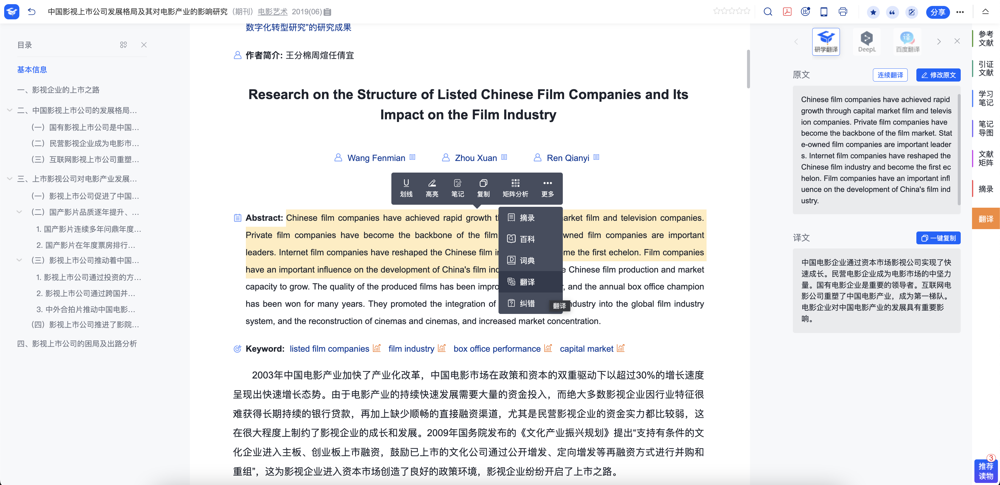 中国影视上市公司发展格局及其对电影产业的影响研究（期刊）电影艺术 2019(06)
分享
目录
基本信息
一、影视企业的上市之路
二、中国影视上市公司的发展格局...
（一）国有影视上市公司是中国...
（二）民营影视企业成为电影市...
（三）互联网影视上市公司重塑...
三、上市影视公司对电影产业发展...
（一）影视上市公司促进了中国...
（二）国产影片品质逐年提升、...
1. 国产影片连续多年问鼎年度...
2. 国产影片在年度票房排行...
（三）影视上市公司推动着中国...
1. 影视上市公司通过投资的方...
2. 影视上市公司通过跨国并...
3. 中外合拍片推动中国电影...
（四）影视上市公司推进了影院...
四、影视上市公司的困局及出路分析
数字化转型研究”的研究成果
作者简介: 王分棉周煊任倩宜
Research on the Structure of Listed Chinese Film Companies and Its
Impact on the Film Industry
Wang Fenmian Zhou Xuan Ren Qianyi
划线 高亮 笔记 复制 矩阵分析 更多
摘录
百科
词典
翻译
纠错
翻译
Abstract: Chinese film companies have achieved rapid growth arket film and television companies.
Private film companies have become the backbone of the film wned film companies are important
leaders. Internet film companies have reshaped the Chinese film me the first echelon. Film companies
have an important influence on the development of China's film Chinese film production and market
capacity to grow. The quality of the produced films has been impro , and the annual box office champion
has been won for many years. They promoted the integration of ndustry into the global film industry
system, and the reconstruction of cinemas and cinemas, and increased market concentration.
Keyword: listed film companies film industry box office performance capital market
2003年中国电影产业加快了产业化改革，中国电影市场在政策和资本的双重驱动下以超过30%的增长速度
呈现出快速增长态势。由于电影产业的持续快速发展需要大量的资金投入，而绝大多数影视企业因行业特征很
难获得长期持续的银行贷款，再加上缺少顺畅的直接融资渠道，尤其是民营影视企业的资金实力都比较弱，这
在很大程度上制约了影视企业的成长和发展。2009年国务院发布的《文化产业振兴规划》提出“支持有条件的文
化企业进入主板、创业板上市融资，鼓励已上市的文化公司通过公开增发、定向增发等再融资方式进行并购和
重组”，这为影视企业进入资本市场创造了良好的政策环境，影视企业纷纷开启了上市之路。
研学翻译 DeepL 百度翻译
原文 连续翻译 修改原文
Chinese film companies have achieved rapid
growth through capital market film and televis
ion companies. Private film companies have
become the backbone of the film market. Stat
e-owned film companies are important leader
s. Internet film companies have reshaped the
Chinese film industry and become the first ec
helon. Film companies have an important infl
uence on the development of China's film ind
ustry.
译文 一键复制
中国电影企业通过资本市场影视公司实现了快
速成长。民营电影企业成为电影市场的中坚力
量。国有电影企业是重要的领导者。互联网电
影公司重塑了中国电影产业，成为第一梯队。
电影企业对中国电影产业的发展具有重要影
响。
参考
文献
引证
文献
学习
笔记
笔记
导图
文献
矩阵
摘录
翻译
3
推荐
读物